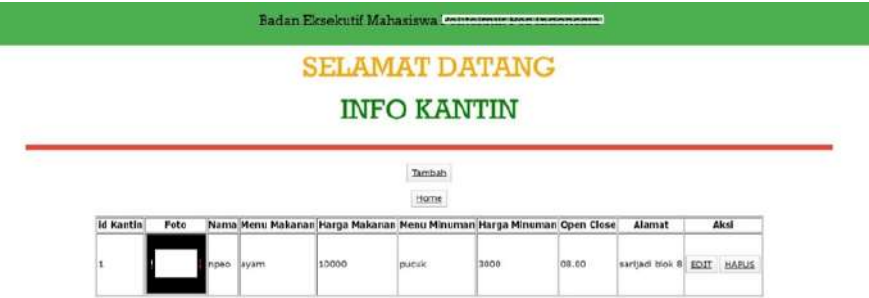 Badan Eksekutif Mahasiswa
SELAMAT DATANG
INFO KANTIN
Tambah
Home
id Kantin Foto Nama Menu Makanan Harga Makanan Menu Minuman Harga Minuman Open Close Alamat Aksi
1 npeo ayam 10000 pucuk 3000 08.00 sarijadi blok 8 EDIT HAPUS